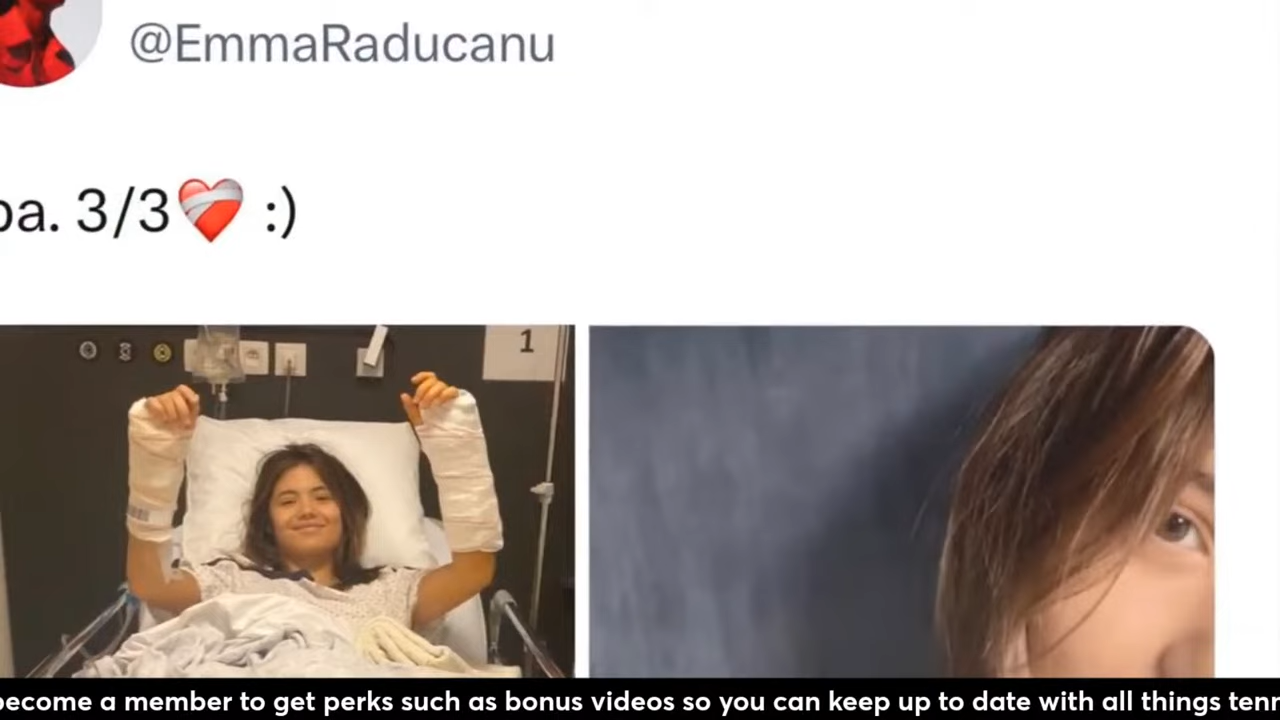 @EmmaRaducanu
pa. 3/3❤️‍🩹 :)
1
become a member to get perks such as bonus videos so you can keep up to date with all things tenn